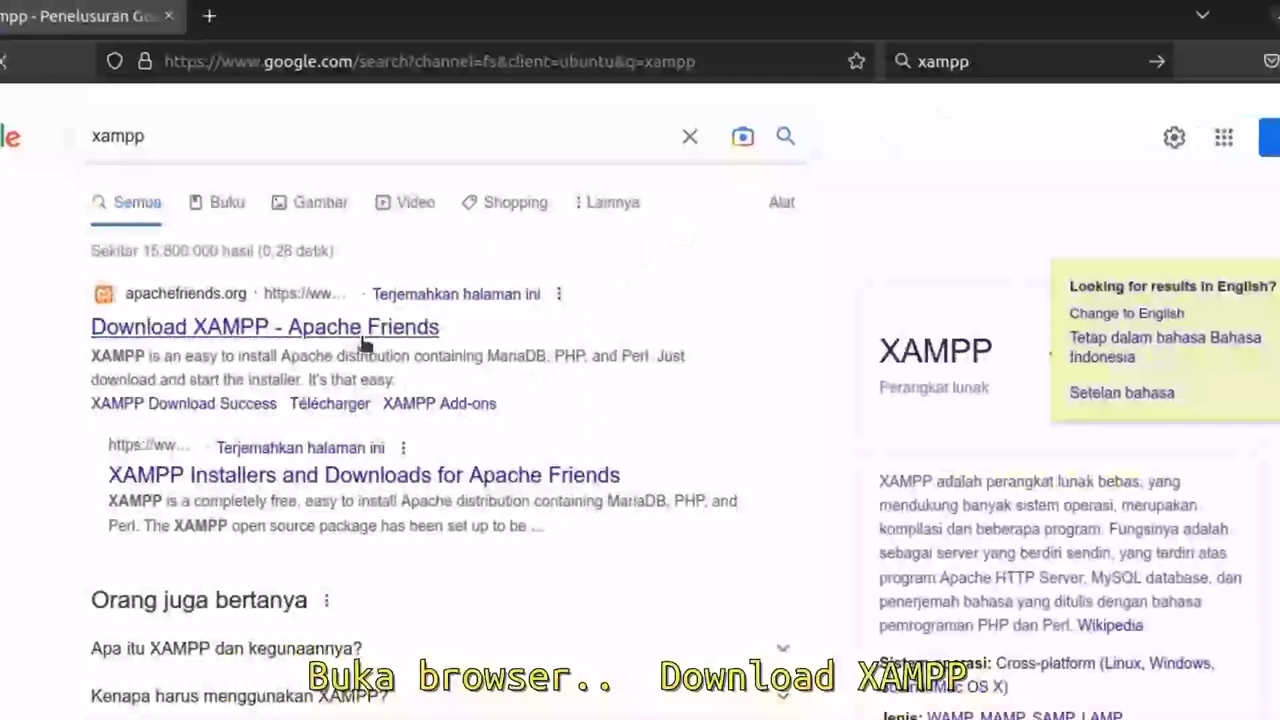 mpp - Penelusuran Go
https://www.google.com/search?channel=fs&client=ubuntu&q=xampp
xampp
le
xampp
Semua
Buku
Gambar
Video
Shopping
Lainnya
Alat
Sekitar 15.800.000 hasil (0,26 detik)
apachefriends.org · https://ww... · Terjemahkan halaman ini
Download XAMPP - Apache Friends
XAMPP is an easy to install Apache distribution containing MariaDB, PHP, and Perl. Just
download and start the installer. It's that easy.
XAMPP Download Success Télécharger XAMPP Add-ons
https://ww... · Terjemahkan halaman ini
XAMPP Installers and Downloads for Apache Friends
XAMPP is a completely free, easy to install Apache distribution containing MariaDB, PHP, and
Perl. The XAMPP open source package has been set up to be ...
Orang juga bertanya
Apa itu XAMPP dan kegunaannya?
Kenapa harus menggunakan XAMPP?
Looking for results in English?
Change to English
Tetap dalam bahasa Bahasa
Indonesia
Setelan bahasa
XAMPP
Perangkat lunak
XAMPP adalah perangkat lunak bebas, yang
mendukung banyak sistem operasi, merupakan
kompilasi dari beberapa program. Fungsinya adalah
sebagai server yang berdiri sendiri, yang terdiri atas
program Apache HTTP Server, MySQL database, dan
penerjemah bahasa yang ditulis dengan bahasa
pemrograman PHP dan Perl. Wikipedia
Sistem operasi: Cross-platform (Linux, Windows,
Mac OS X)
Jenis: WAMP, MAMP, SAMP, LAMP
Buka browser.. Download XAMPP